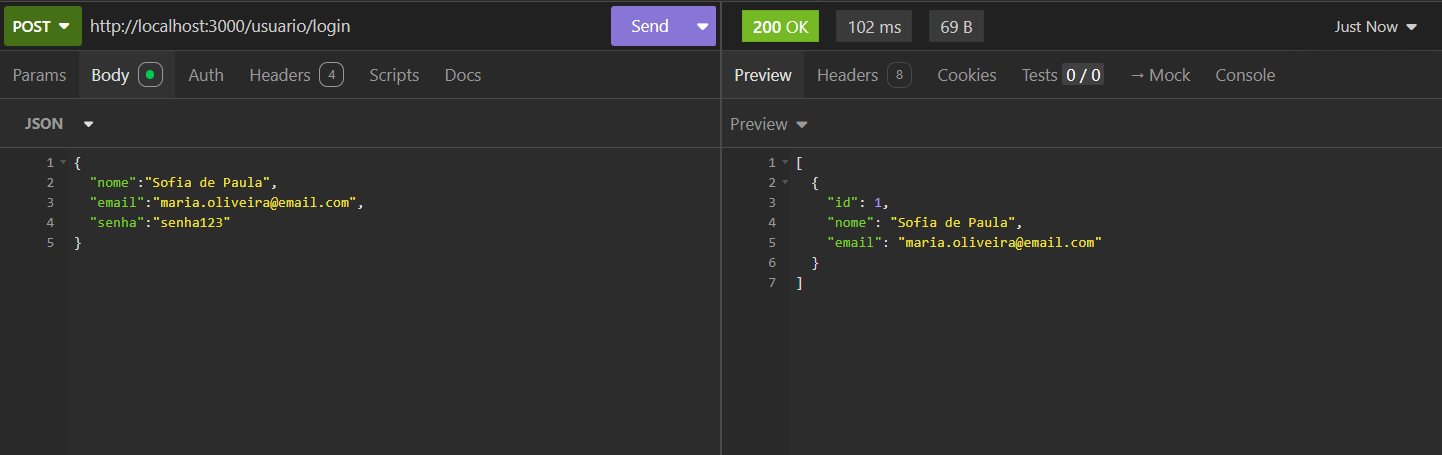 POST http://localhost:3000/usuario/login Send
200 OK 102 ms 69 B Just Now
Params Body Auth Headers 4 Scripts Docs
Preview Headers 8 Cookies Tests 0 / 0 → Mock Console
JSON
Preview
1 {
2 "nome":"Sofia de Paula",
3 "email":"maria.oliveira@email.com",
4 "senha":"senha123"
5 }
1 [
2 {
3 "id": 1,
4 "nome": "Sofia de Paula",
5 "email": "maria.oliveira@email.com"
6 }
7 ]